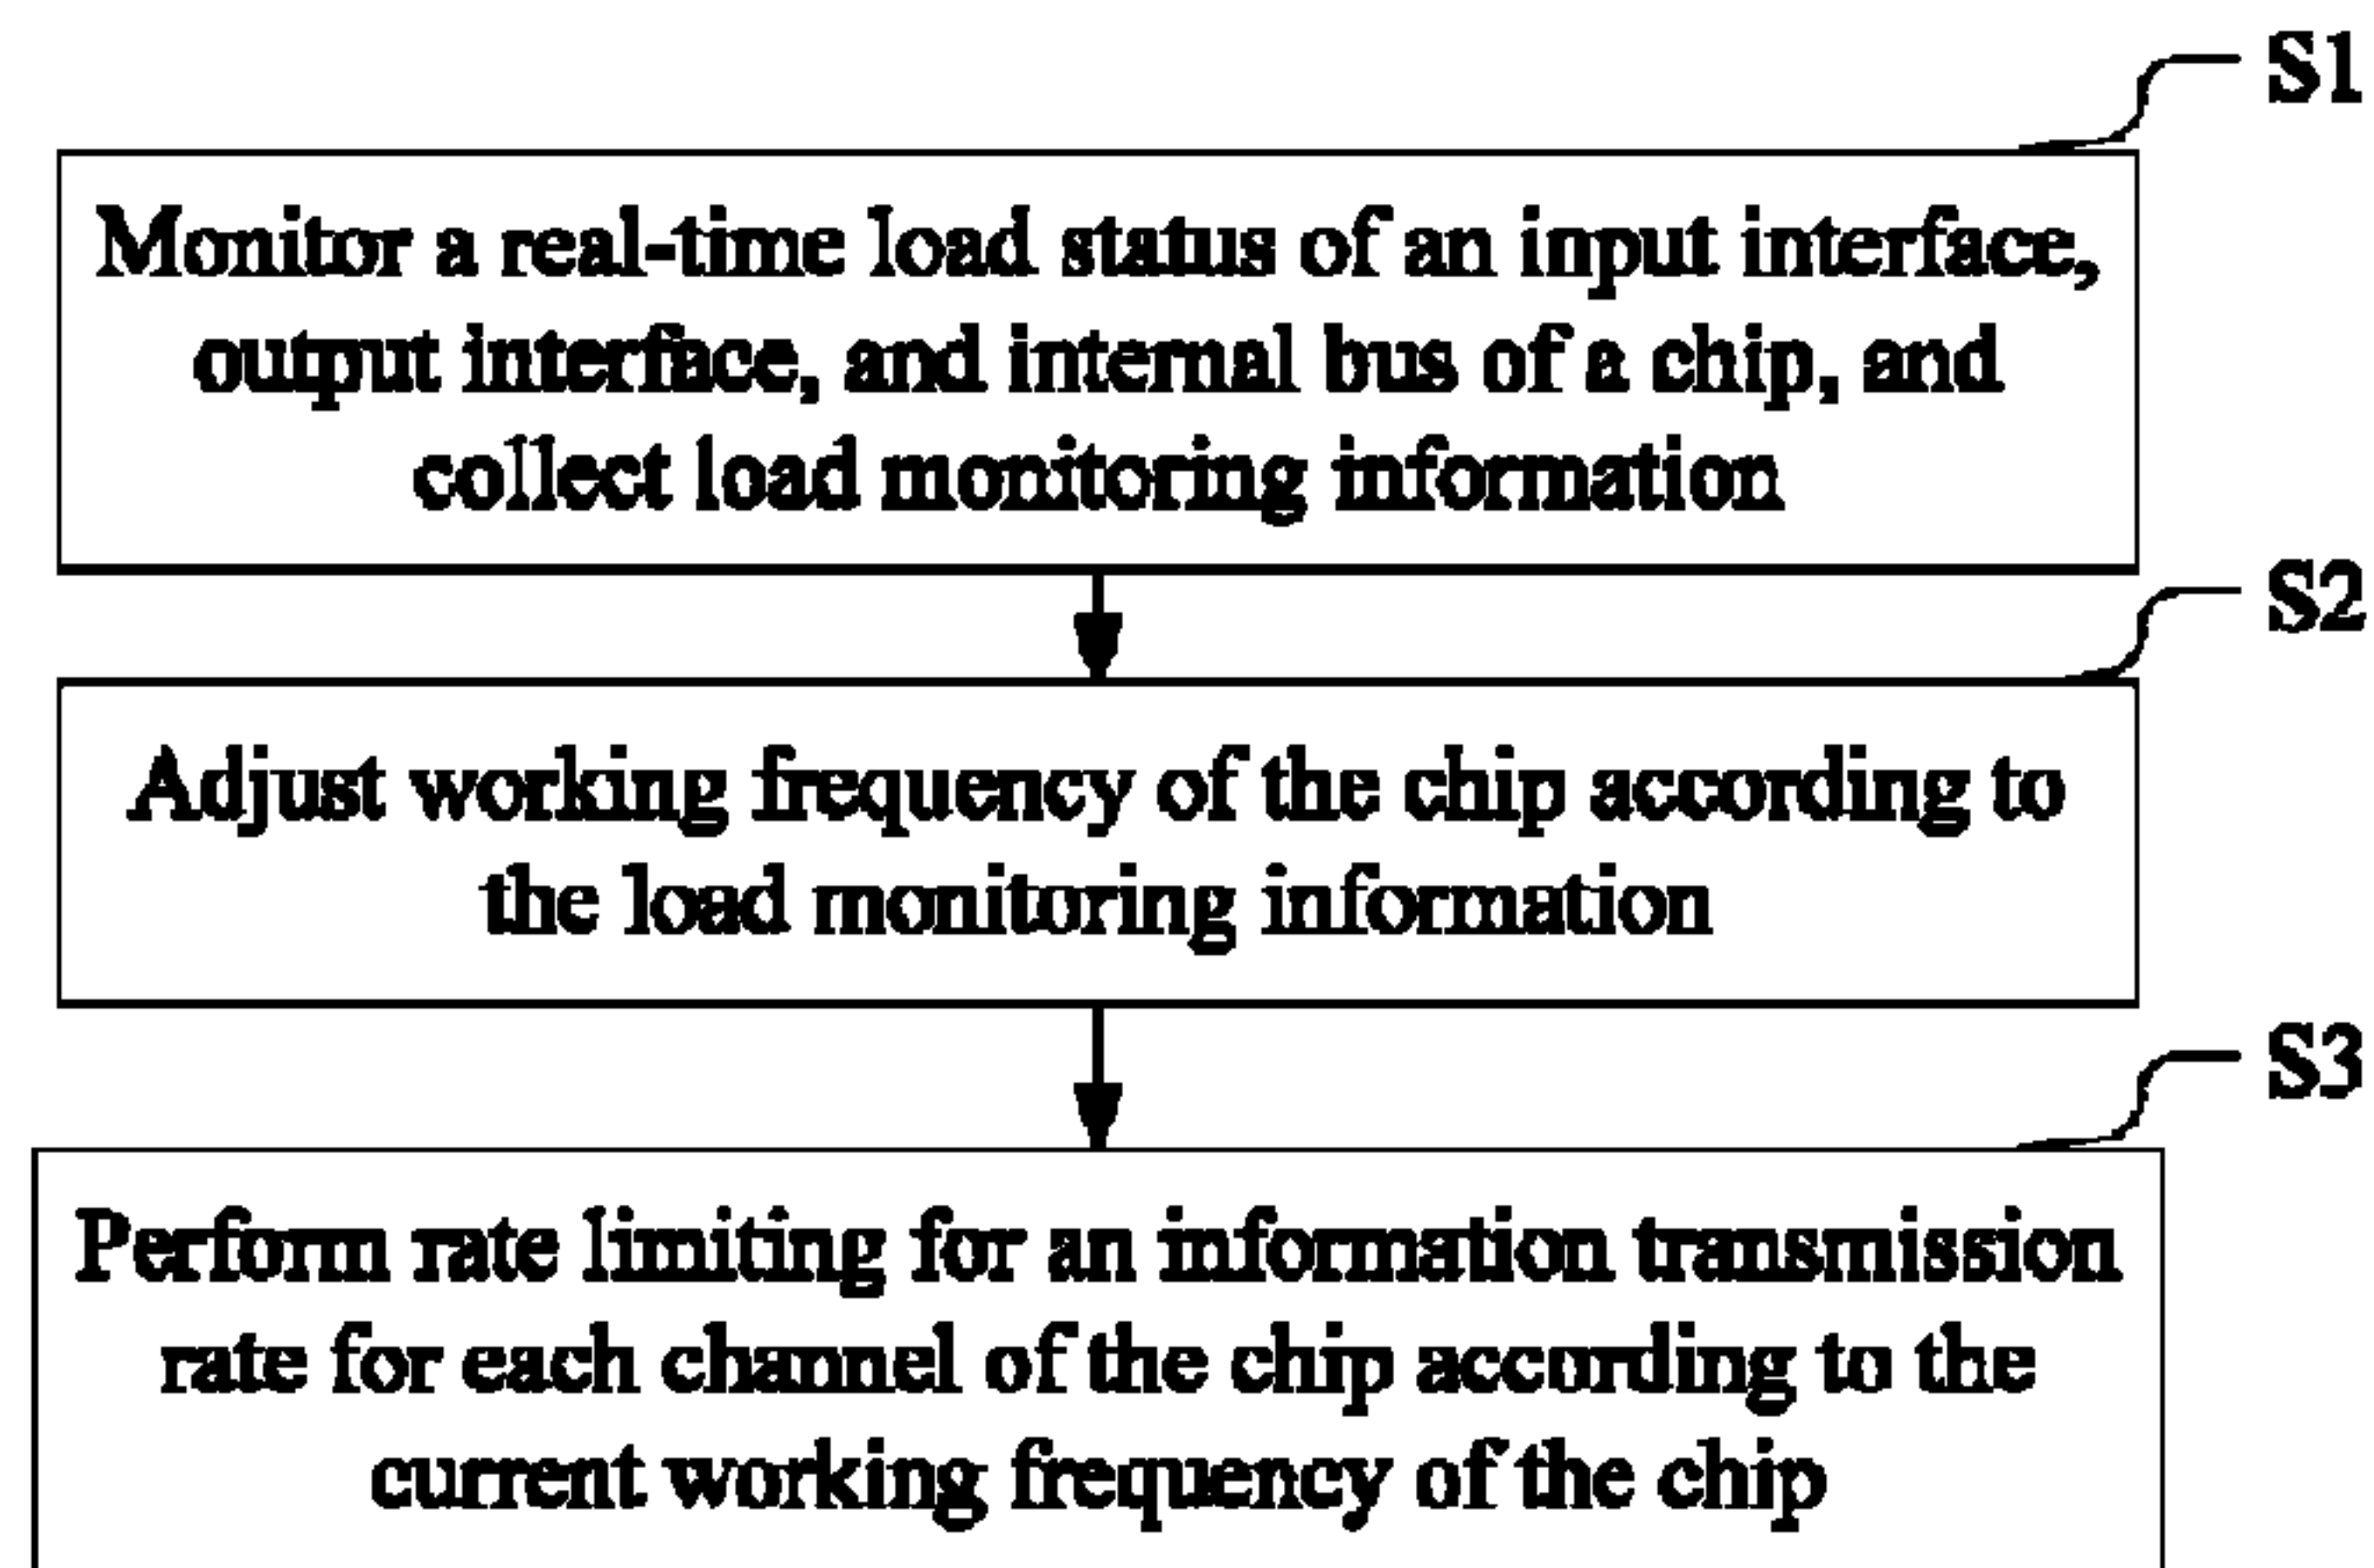 S1
Monitor a real-time load status of an input interface,
output interface, and internal bus of a chip, and
collect load monitoring information
S2
Adjust working frequency of the chip according to
the load monitoring information
S3
Perform rate limiting for an information transmission
rate for each channel of the chip according to the
current working frequency of the chip